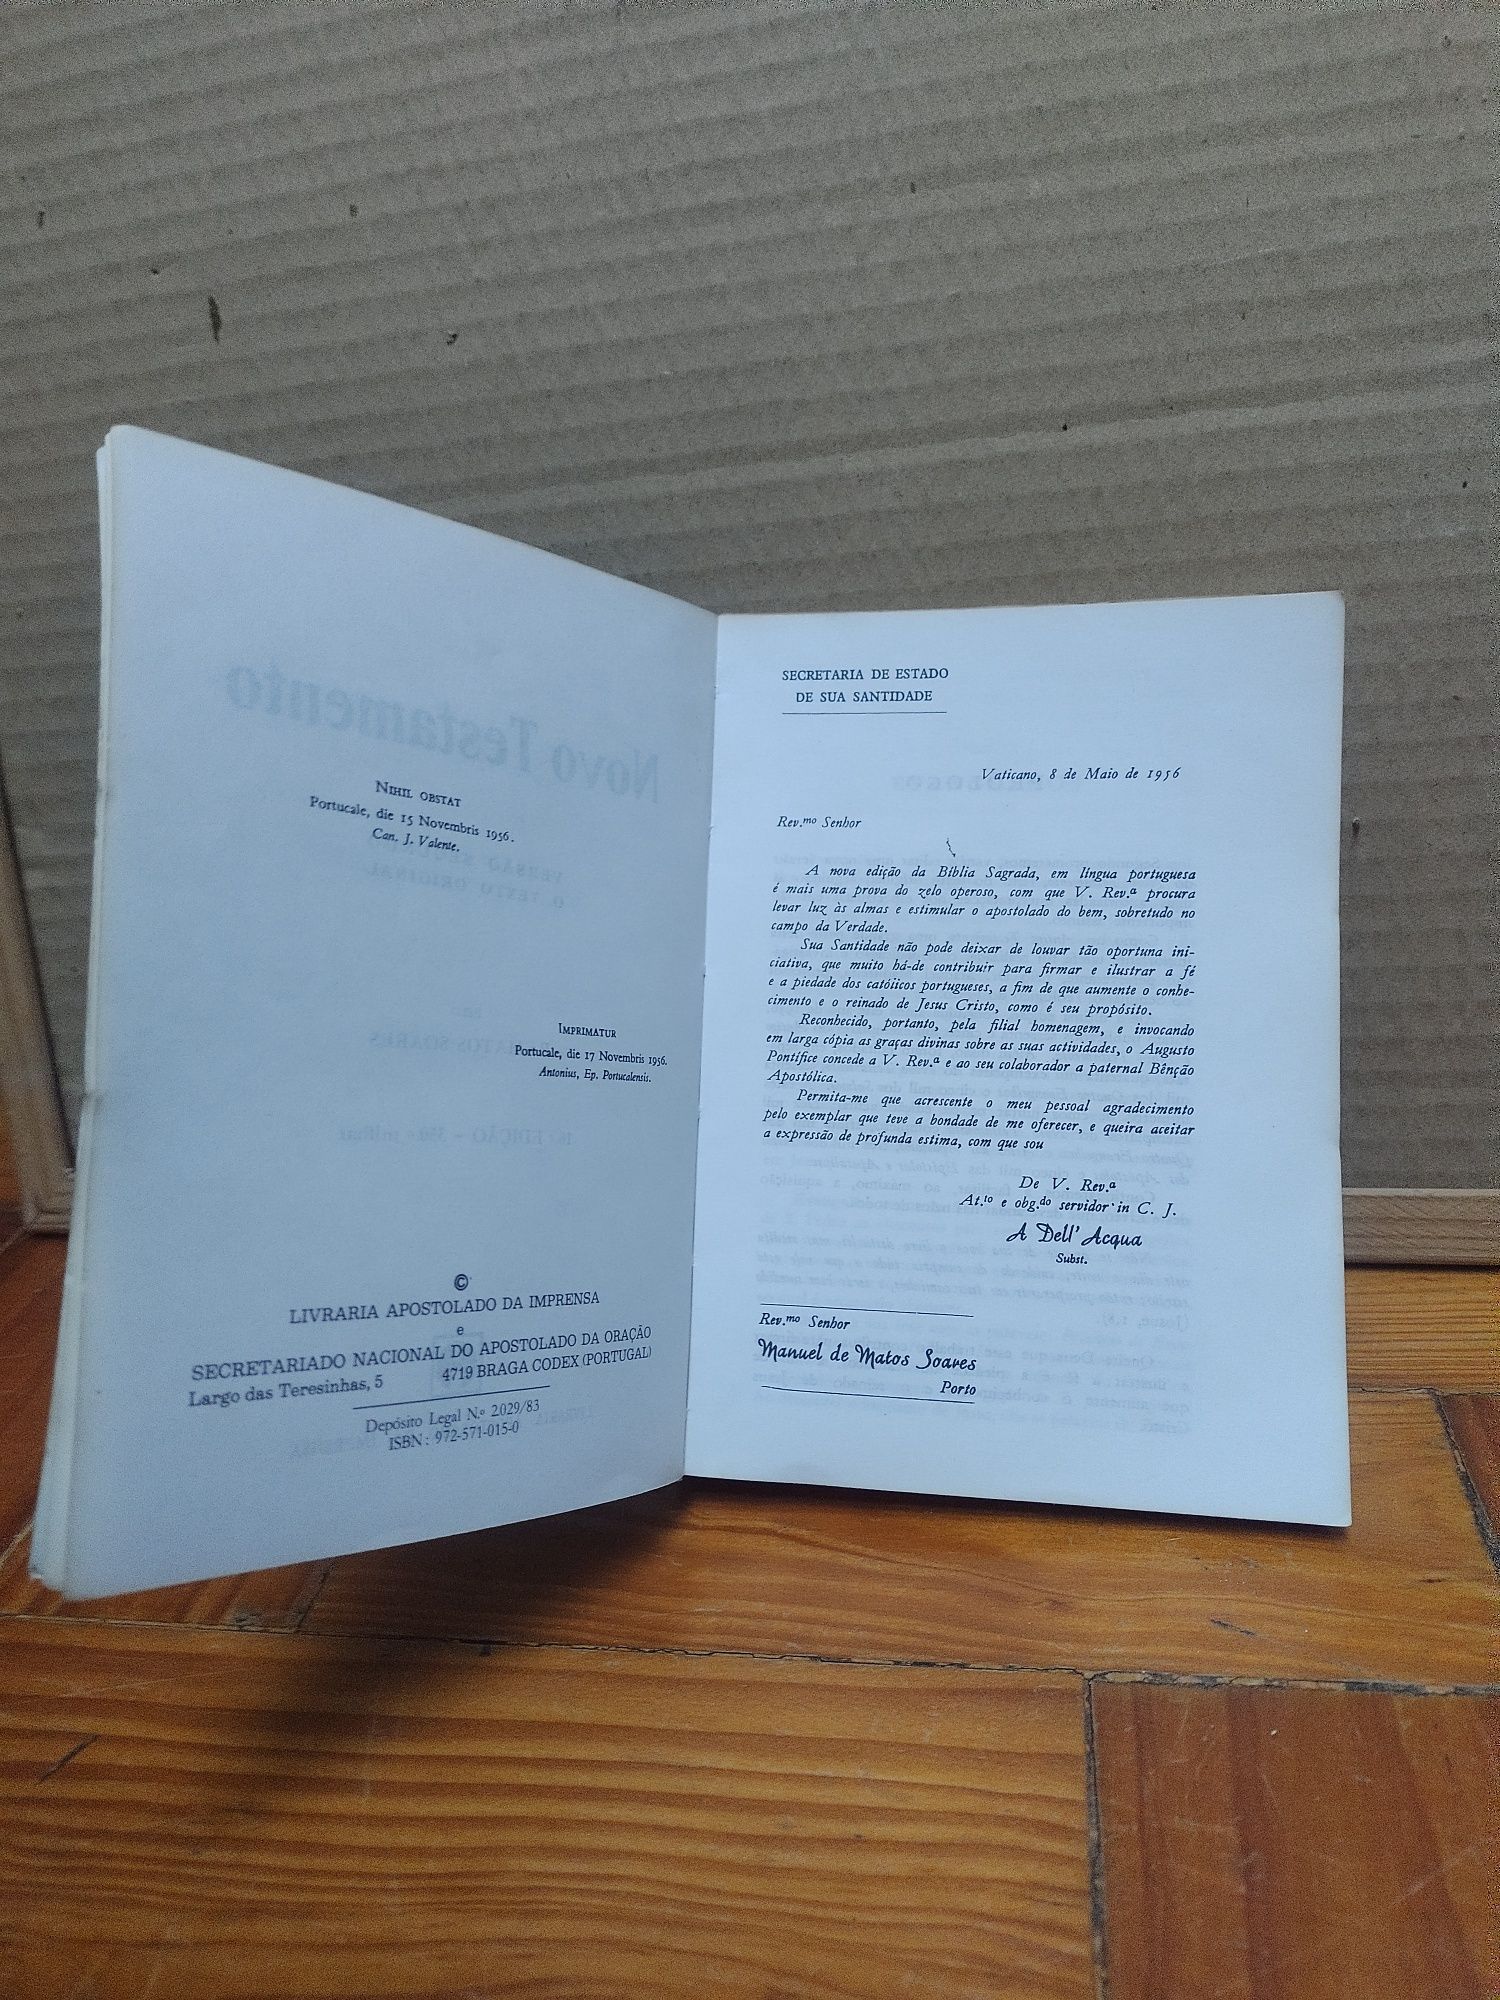 NIHIL OBSTAT
Portucale, die 15 Novembris 1956.
Can. J. Valente.
IMPRIMATUR
Portucale, die 17 Novembris 1956.
Antonius, Ep. Portucalensis.
©
LIVRARIA APOSTOLADO DA IMPRENSA
e
SECRETARIADO NACIONAL DO APOSTOLADO DA ORAÇÃO
Largo das Teresinhas, 5 4719 BRAGA CODEX (PORTUGAL)
Depósito Legal N.º 2029/83
ISBN: 972-571-015-0
SECRETARIA DE ESTADO
DE SUA SANTIDADE
Vaticano, 8 de Maio de 1956
Rev.mo Senhor
A nova edição da Bíblia Sagrada, em língua portuguesa
é mais uma prova do zelo operoso, com que V. Rev.ª procura
levar luz às almas e estimular o apostolado do bem, sobretudo no
campo da Verdade.
Sua Santidade não pode deixar de louvar tão oportuna ini-
ciativa, que muito há-de contribuir para firmar e ilustrar a fé
e a piedade dos católicos portugueses, a fim de que aumente o conhe-
cimento e o reinado de Jesus Cristo, como é seu propósito.
Reconhecido, portanto, pela filial homenagem, e invocando
em larga cópia as graças divinas sobre as suas actividades, o Augusto
Pontífice concede a V. Rev.ª e ao seu colaborador a paternal Bênção
Apostólica.
Permita-me que acrescente o meu pessoal agradecimento
pelo exemplar que teve a bondade de me oferecer, e queira aceitar
a expressão de profunda estima, com que sou
De V. Rev.ª
At.to e obg.do servidor in C. J.
A Dell' Acqua
Subst.
Rev.mo Senhor
Manuel de Matos Soares
Porto